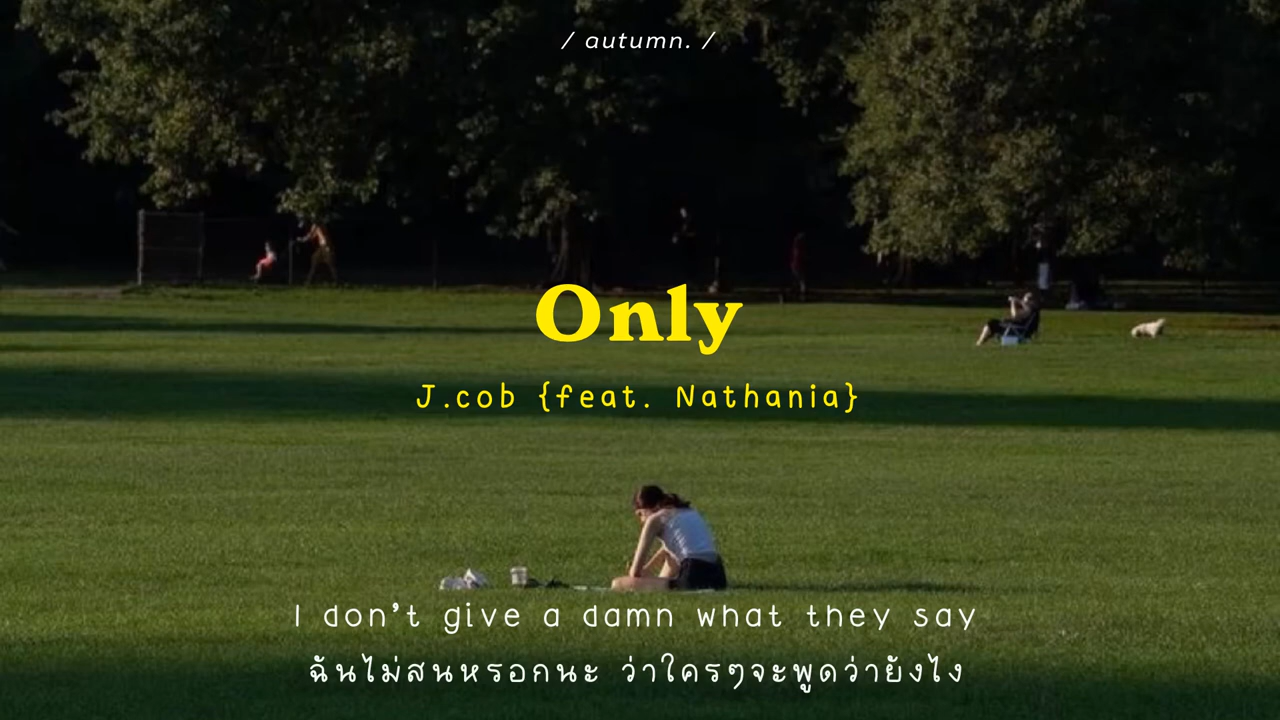 / autumn. /
Only
J.cob {feat. Nathania}
I don't give a damn what they say
ฉันไม่สนหรอกนะ ว่าใครๆจะพูดว่ายังไง